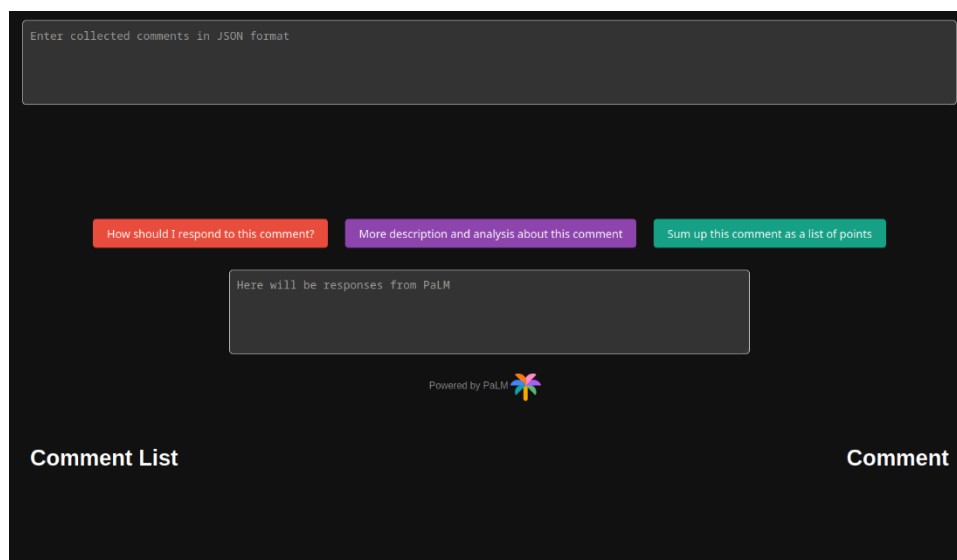 Enter collected comments in JSON format
How should I respond to this comment?
More description and analysis about this comment
Sum up this comment as a list of points
Here will be responses from PaLM
Powered by PaLM
Comment List
Comment